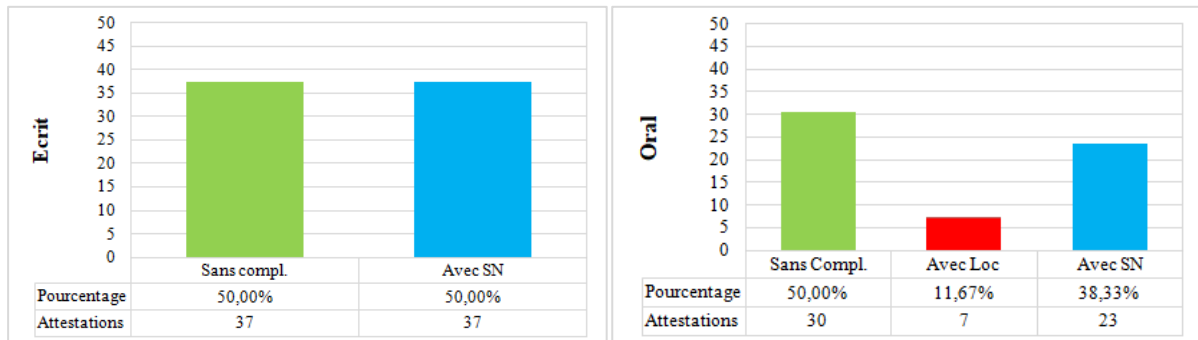 Ecrit
50
45
40
35
30
25
20
15
10
5
0
Sans compl. Avec SN
Pourcentage 50,00% 50,00%
Attestations 37 37
Oral
50
45
40
35
30
25
20
15
10
5
0
Sans Compl. Avec Loc Avec SN
Pourcentage 50,00% 11,67% 38,33%
Attestations 30 7 23